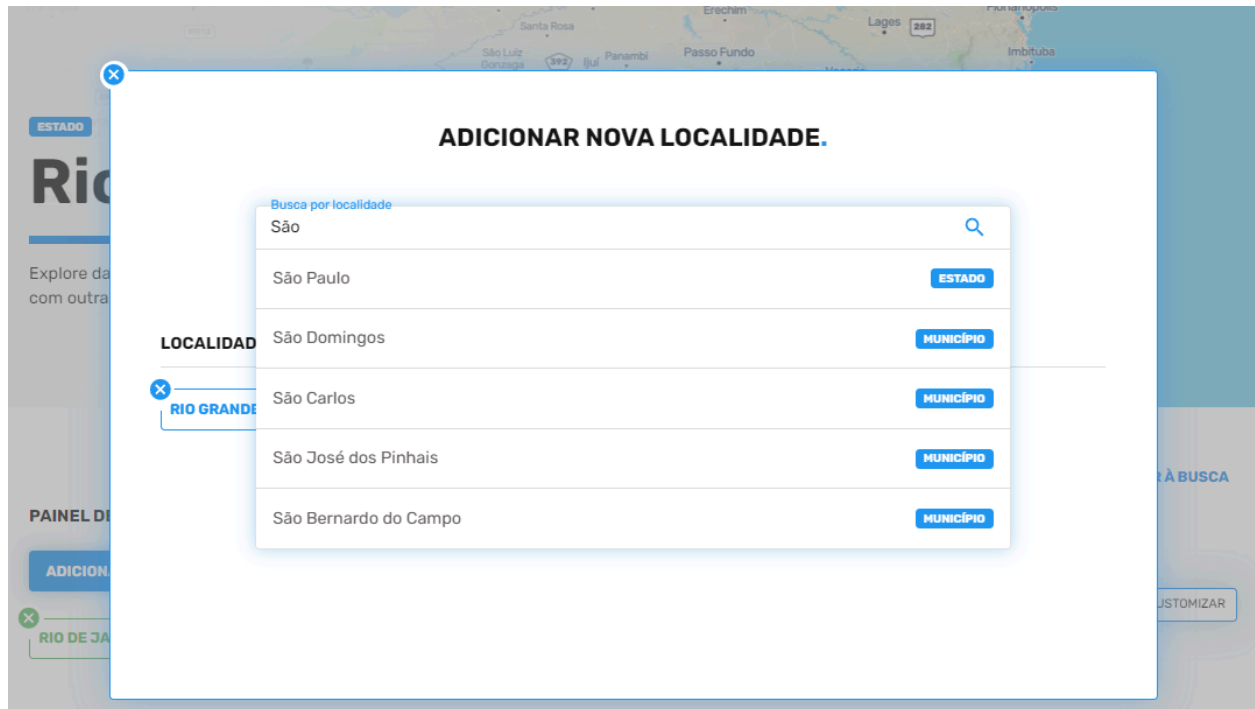 Erechim
Florianópolis
Santa Rosa
Lages
282
São Luiz
Gonzaga
392
Ijuí
Panambi
Passo Fundo
Imbituba
ESTADO
ADICIONAR NOVA LOCALIDADE.
Busca por localidade
São
São Paulo
ESTADO
Explore da
com outra
São Domingos
MUNICÍPIO
LOCALIDAD
São Carlos
MUNICÍPIO
RIO GRANDE
São José dos Pinhais
MUNICÍPIO
À BUSCA
PAINEL DE
São Bernardo do Campo
MUNICÍPIO
ADICION
USTOMIZAR
RIO DE JA